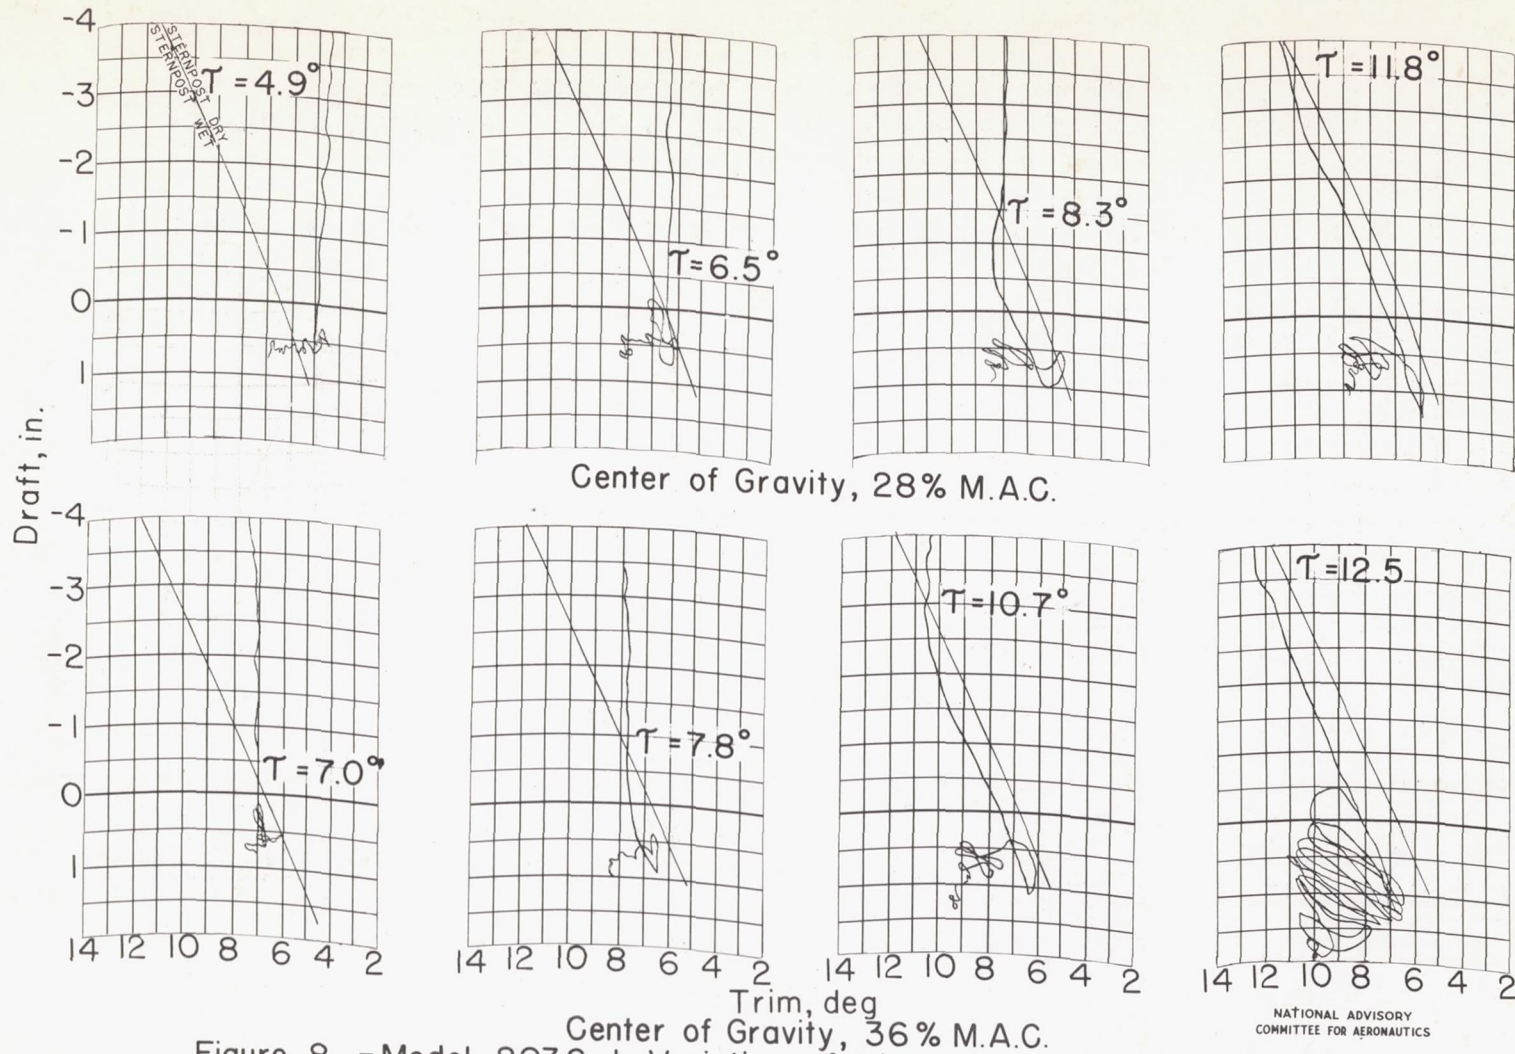 -4
-3
-2
-1
0
1
STERNPOST DRY
STERNPOST WET
τ = 4.9°
τ = 6.5°
τ = 8.3°
τ = 11.8°
Center of Gravity, 28% M.A.C.
Draft, in.
-4
-3
-2
-1
0
1
τ = 7.0°
τ = 7.8°
τ = 10.7°
τ = 12.5
14 12 10 8 6 4 2
14 12 10 8 6 4 2
14 12 10 8 6 4 2
14 12 10 8 6 4 2
Trim, deg
Center of Gravity, 36% M.A.C.
NATIONAL ADVISORY
COMMITTEE FOR AERONAUTICS
Figure